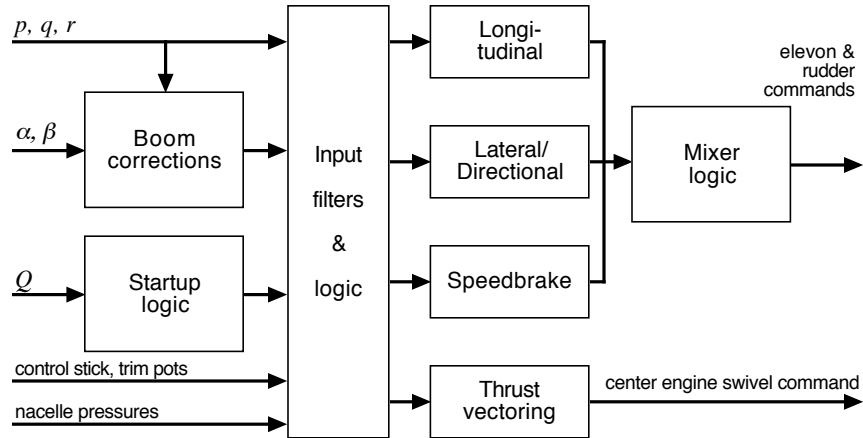 p, q, r
Longi-
tudinal
elevon &
rudder
commands
α, β
Boom
corrections
Input
filters
&
logic
Lateral/
Directional
Mixer
logic
Q
Startup
logic
Speedbrake
control stick, trim pots
nacelle pressures
Thrust
vectoring
center engine swivel command